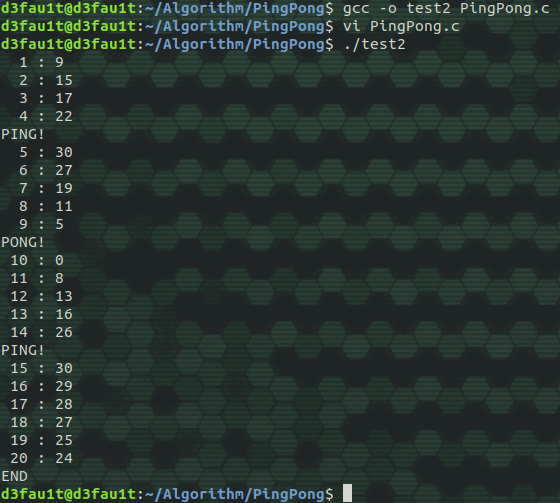 d3fau1t@d3fau1t:~/Algorithm/PingPong$ gcc -o test2 PingPong.c
d3fau1t@d3fau1t:~/Algorithm/PingPong$ vi PingPong.c
d3fau1t@d3fau1t:~/Algorithm/PingPong$ ./test2
  1 : 9
  2 : 15
  3 : 17
  4 : 22
PING!
  5 : 30
  6 : 27
  7 : 19
  8 : 11
  9 : 5
PONG!
 10 : 0
 11 : 8
 12 : 13
 13 : 16
 14 : 26
PING!
 15 : 30
 16 : 29
 17 : 28
 18 : 27
 19 : 25
 20 : 24
END
d3fau1t@d3fau1t:~/Algorithm/PingPong$